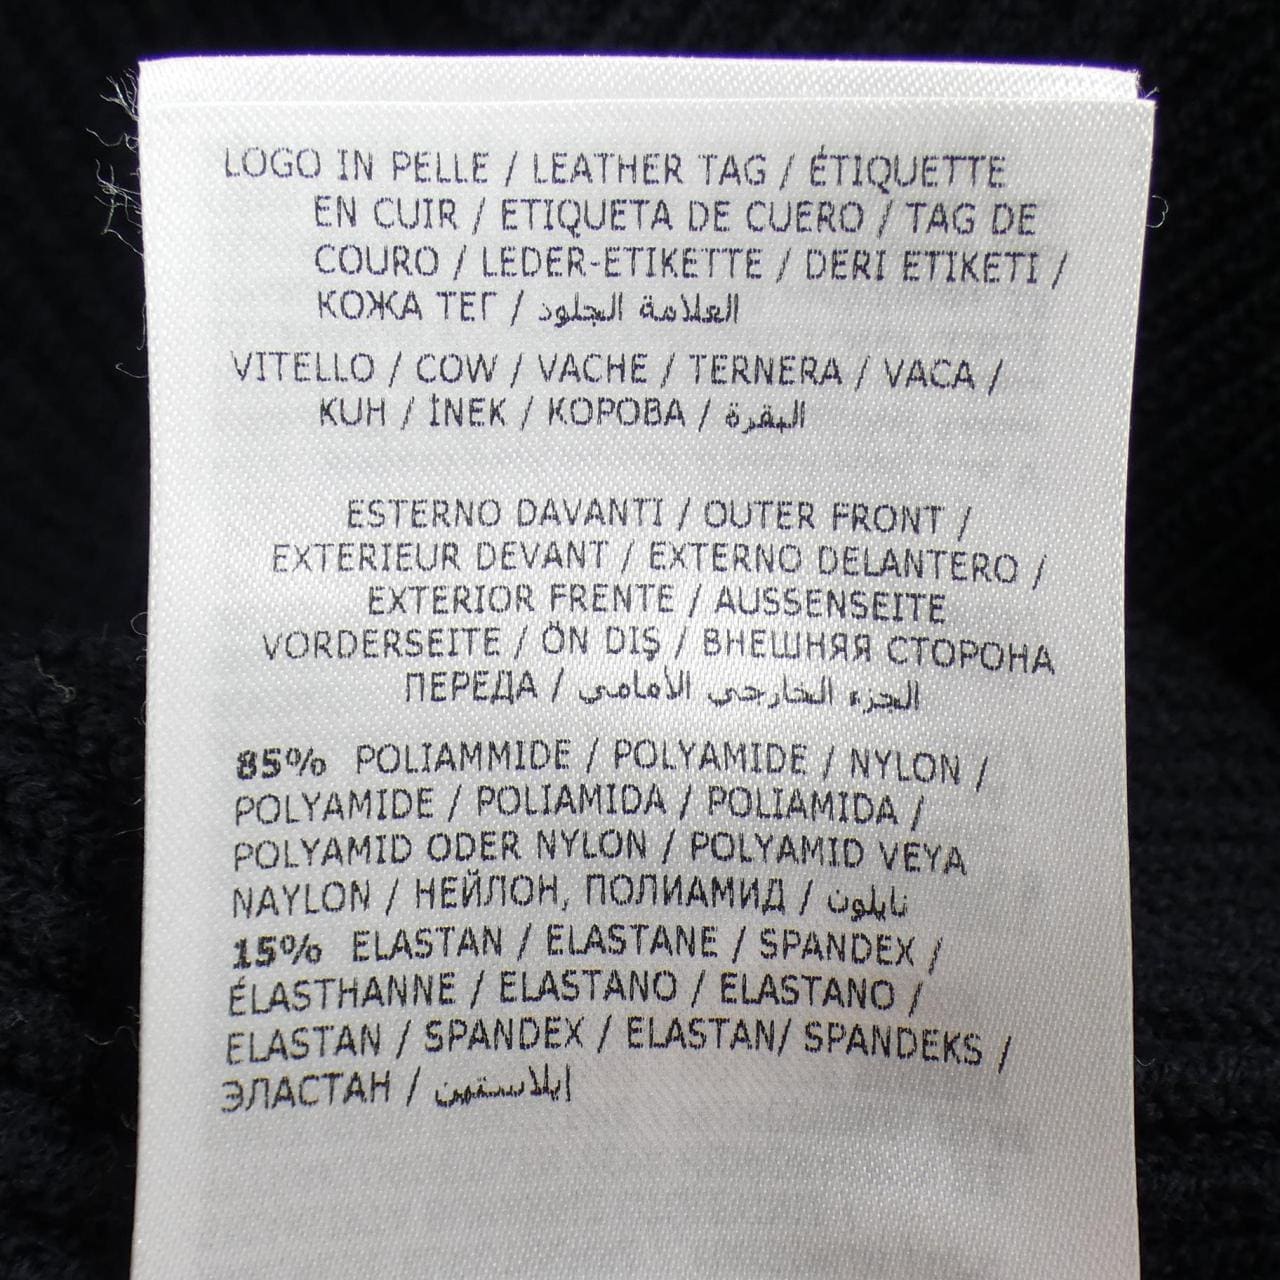 LOGO IN PELLE / LEATHER TAG / ÉTIQUETTE
EN CUIR / ETIQUETA DE CUERO / TAG DE
COURO / LEDER-ETIKETTE / DERI ETIKETI /
КОЖА ТЕГ / العلامة الجلود
VITELLO / COW / VACHE / TERNERA / VACA /
KUH / İNEK / КОРОВА / البقرة
ESTERNO DAVANTI / OUTER FRONT /
EXTERIEUR DEVANT / EXTERNO DELANTERO /
EXTERIOR FRENTE / AUSSENSEITE
VORDERSEITE / ÖN DIŞ / ВНЕШНЯЯ СТОРОНА
ПЕРЕДА / الجزء الخارجي الأمامي
85% POLIAMMIDE / POLYAMIDE / NYLON /
POLYAMIDE / POLIAMIDA / POLIAMIDA /
POLYAMID ODER NYLON / POLYAMID VEYA
NAYLON / НЕЙЛОН, ПОЛИАМИД / نايلون
15% ELASTAN / ELASTANE / SPANDEX /
ÉLASTHANNE / ELASTANO / ELASTANO /
ELASTAN / SPANDEX / ELASTAN/ SPANDEKS /
ЭЛАСТАН / ايلاستهين